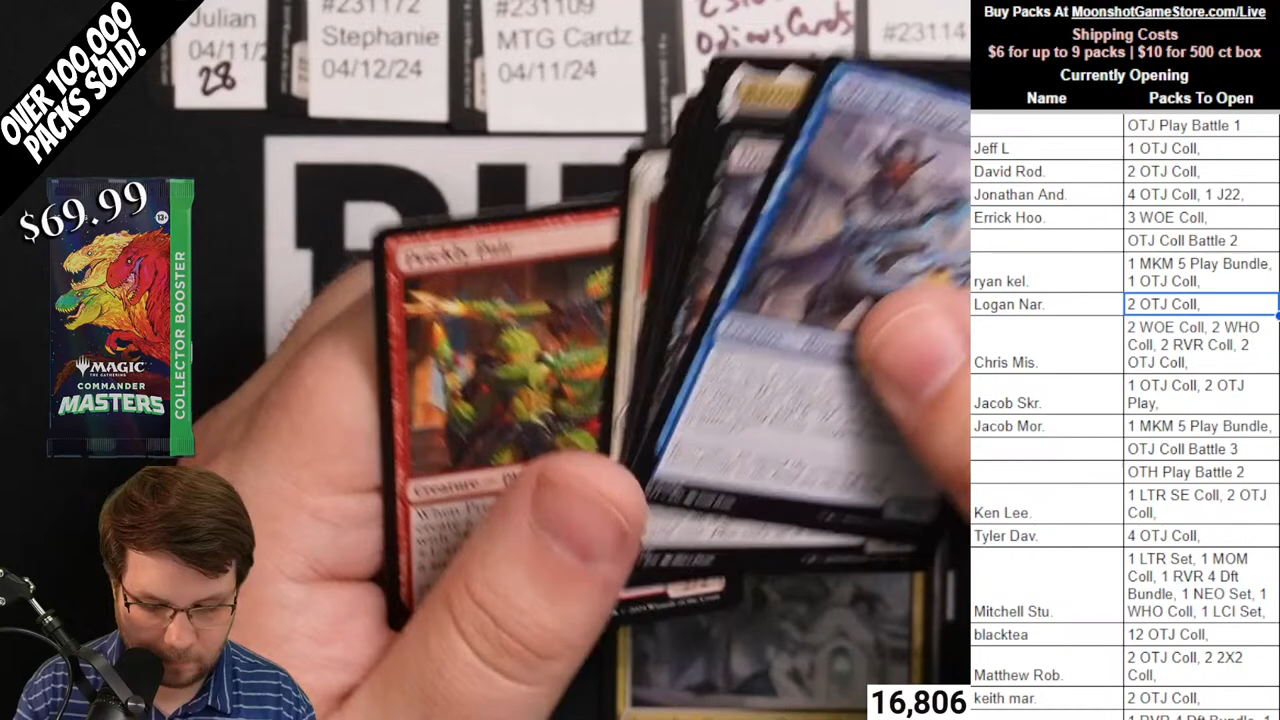 OVER 100,000
PACKS SOLD!
Julian
04/11/2
28
#231172
Stephanie
04/12/24
#231109
MTG Cardz
04/11/24
Cards
#23114
$69.99
13+
MAGIC
THE GATHERING
COMMANDER
MASTERS
COLLECTOR BOOSTER
Prickly Pair
Creature
When
16,806
Buy Packs At MoonshotGameStore.com/Live
Shipping Costs
$6 for up to 9 packs | $10 for 500 ct box
Currently Opening
Name Packs To Open
OTJ Play Battle 1
Jeff L 1 OTJ Coll,
David Rod. 2 OTJ Coll,
Jonathan And. 4 OTJ Coll, 1 J22,
Errick Hoo. 3 WOE Coll,
OTJ Coll Battle 2
1 MKM 5 Play Bundle,
ryan kel. 1 OTJ Coll,
Logan Nar. 2 OTJ Coll,
2 WOE Coll, 2 WHO
Coll, 2 RVR Coll, 2
Chris Mis. OTJ Coll,
1 OTJ Coll, 2 OTJ
Jacob Skr. Play,
Jacob Mor. 1 MKM 5 Play Bundle,
OTJ Coll Battle 3
OTH Play Battle 2
1 LTR SE Coll, 2 OTJ
Ken Lee. Coll,
Tyler Dav. 4 OTJ Coll,
1 LTR Set, 1 MOM
Coll, 1 RVR 4 Dft
Bundle, 1 NEO Set, 1
Mitchell Stu. WHO Coll, 1 LCI Set,
blacktea 12 OTJ Coll,
2 OTJ Coll, 2 2X2
Matthew Rob. Coll,
keith mar. 2 OTJ Coll,